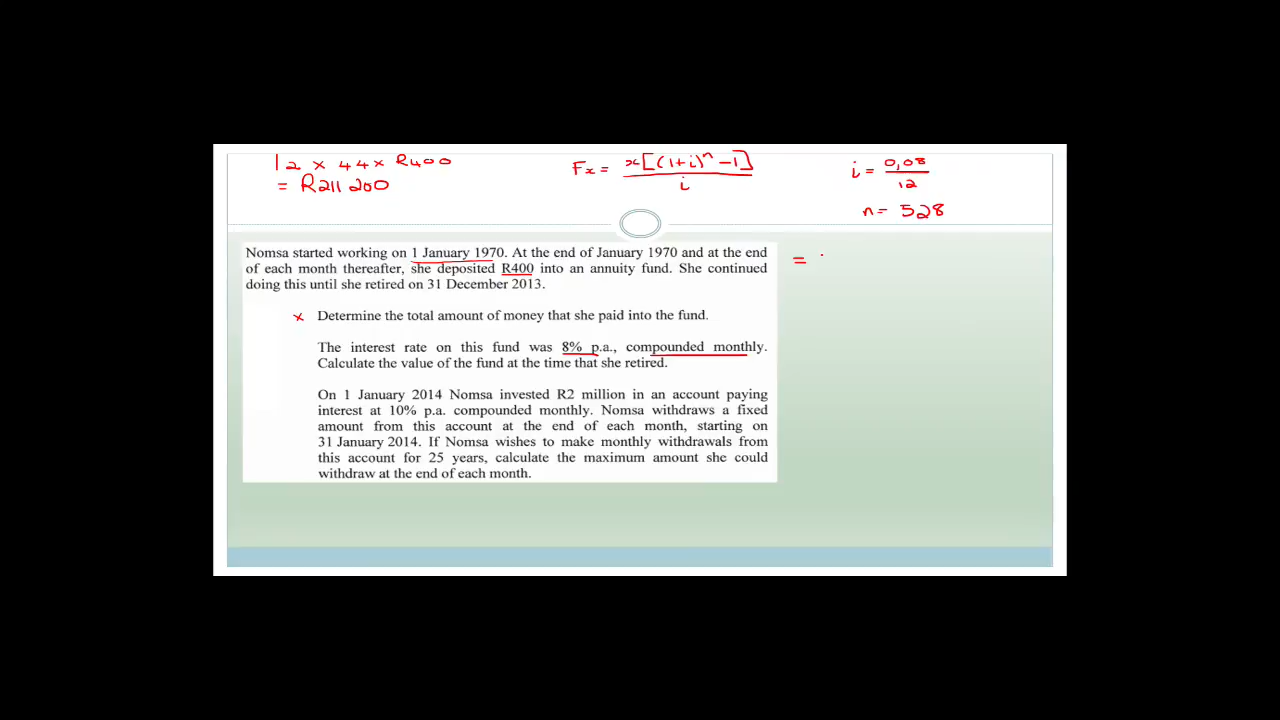 12 × 44 × R400
= R211 200
Fx = x[(1+i)^n − 1]
i
i = 0,08
12
n = 528
Nomsa started working on 1 January 1970. At the end of January 1970 and at the end
of each month thereafter, she deposited R400 into an annuity fund. She continued
doing this until she retired on 31 December 2013.
=
x Determine the total amount of money that she paid into the fund.
The interest rate on this fund was 8% p.a., compounded monthly.
Calculate the value of the fund at the time that she retired.
On 1 January 2014 Nomsa invested R2 million in an account paying
interest at 10% p.a. compounded monthly. Nomsa withdraws a fixed
amount from this account at the end of each month, starting on
31 January 2014. If Nomsa wishes to make monthly withdrawals from
this account for 25 years, calculate the maximum amount she could
withdraw at the end of each month.